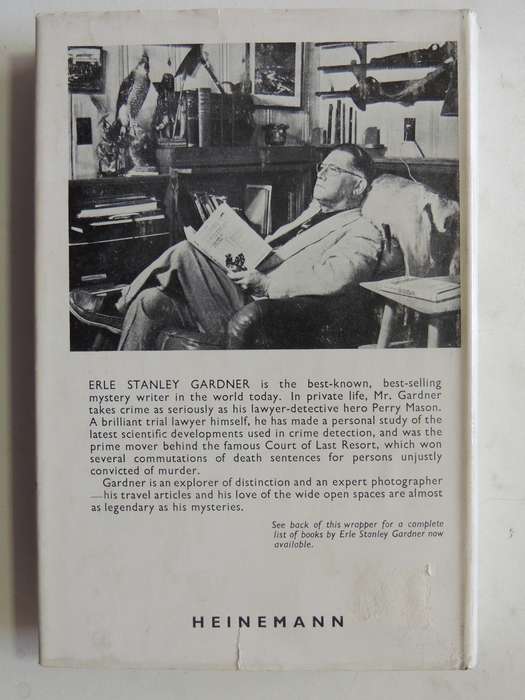 ERLE STANLEY GARDNER is the best-known, best-selling
mystery writer in the world today. In private life, Mr. Gardner
takes crime as seriously as his lawyer-detective hero Perry Mason.
A brilliant trial lawyer himself, he has made a personal study of the
latest scientific developments used in crime detection, and was the
prime mover behind the famous Court of Last Resort, which won
several commutations of death sentences for persons unjustly
convicted of murder.
Gardner is an explorer of distinction and an expert photographer
—his travel articles and his love of the wide open spaces are almost
as legendary as his mysteries.
See back of this wrapper for a complete
list of books by Erle Stanley Gardner now
available.
HEINEMANN